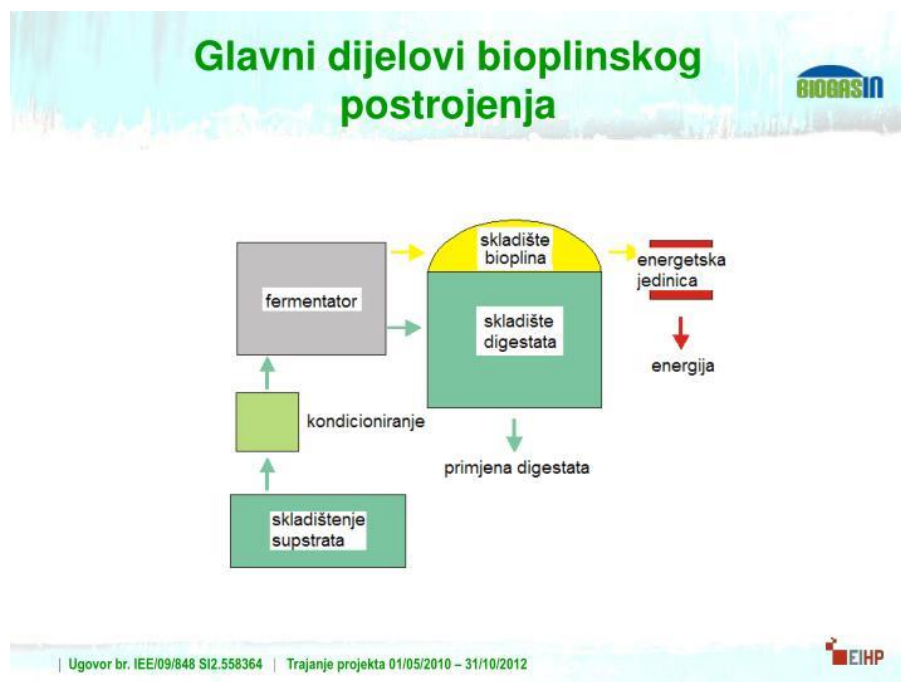 Glavni dijelovi bioplinskog
postrojenja
BIOGASIN
skladište
bioplina
energetska
jedinica
fermentator
skladište
digestata
energija
kondicioniranje
primjena digestata
skladištenje
supstrata
| Ugovor br. IEE/09/848 SI2.558364 | Trajanje projekta 01/05/2010 – 31/10/2012
EIHP